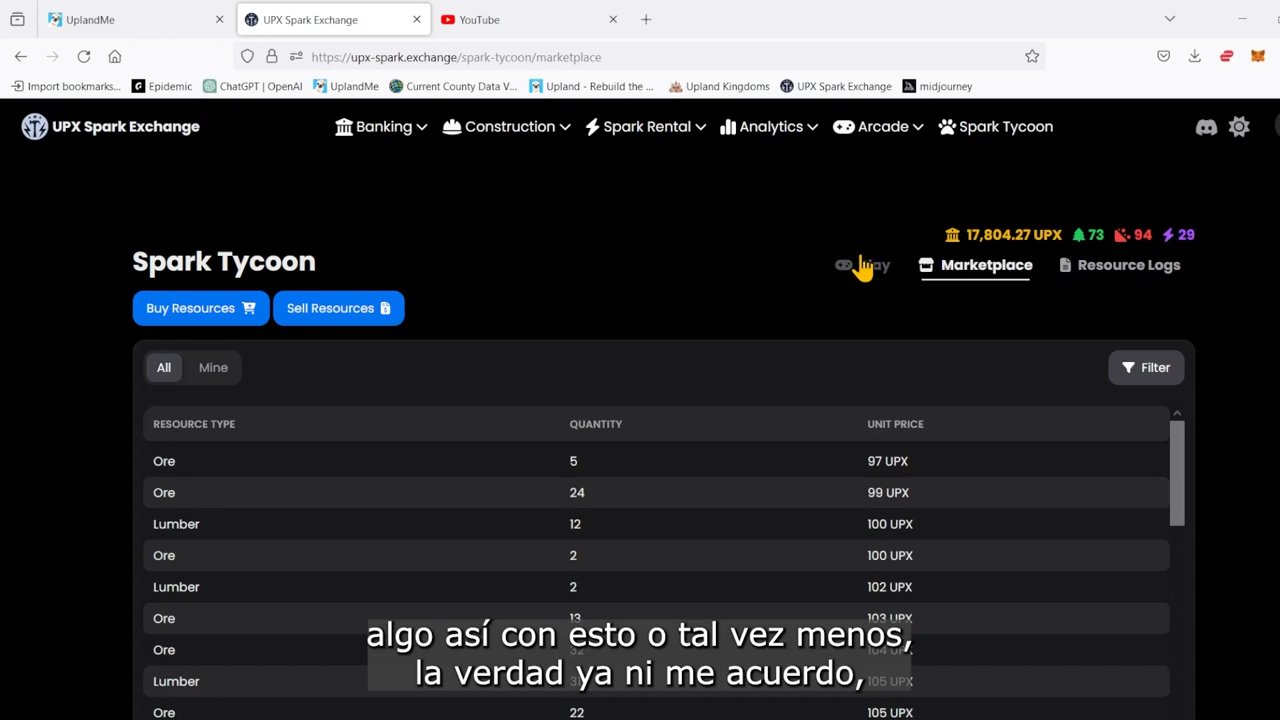 UplandMe
UPX Spark Exchange
YouTube
https://upx-spark.exchange/spark-tycoon/marketplace
Import bookmarks...
Epidemic
ChatGPT | OpenAI
UplandMe
Current County Data V...
Upland - Rebuild the ...
Upland Kingdoms
UPX Spark Exchange
midjourney
UPX Spark Exchange
Banking
Construction
Spark Rental
Analytics
Arcade
Spark Tycoon
17,804.27 UPX 73 94 29
Spark Tycoon
Marketplace
Resource Logs
Buy Resources
Sell Resources
All
Mine
Filter
RESOURCE TYPE QUANTITY UNIT PRICE
Ore 5 97 UPX
Ore 24 99 UPX
Lumber 12 100 UPX
Ore 2 100 UPX
Lumber 2 102 UPX
Ore 13 103 UPX
Ore
Lumber 105 UPX
22 105 UPX
algo así con esto o tal vez menos,
la verdad ya ni me acuerdo,